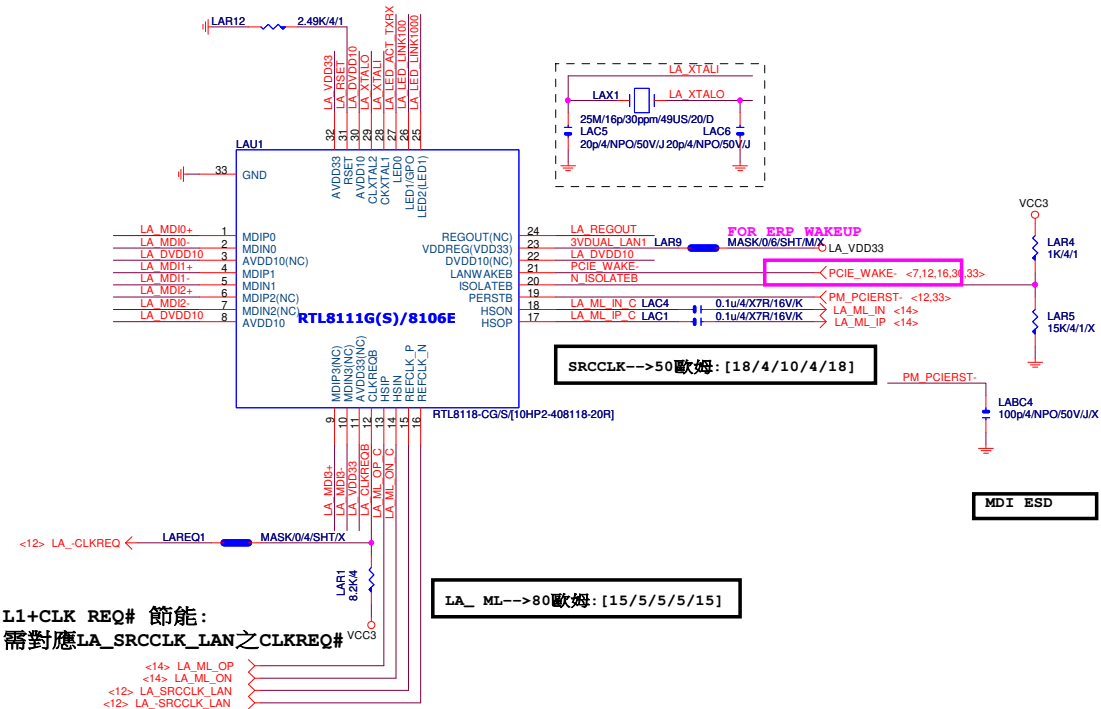 LAR12
2.49K/4/1
LA_VDD33
LA_RSET
LA_DVDD10
LA_XTALO
LA_XTALI
LA_LED_ACT_TXRX
LA_LED_LINK100
LA_LED_LINK1000
32
31
30
29
28
27
26
25
LAU1
33
GND
AVDD33
RSET
AVDD10
CLXTAL2
CKXTAL1
LED0
LED1/GPO
LED2(LED1)
LA_XTALI
LAX1
LA_XTALO
25M/16p/30ppm/49US/20/D
LAC5
LAC6
20p/4/NPO/50V/J
20p/4/NPO/50V/J
LA_MDI0+ 1 MDIP0
LA_MDI0- 2 MDIN0
LA_DVDD10 3 AVDD10(NC)
LA_MDI1+ 4 MDIP1
LA_MDI1- 5 MDIN1
LA_MDI2+ 6 MDIP2(NC)
LA_MDI2- 7 MDIN2(NC)
LA_DVDD10 8 AVDD10
RTL8111G(S)/8106E
REGOUT(NC) 24 LA_REGOUT
VDDREG(VDD33) 23 3VDUAL_LAN1 LAR9 MASK/0/6/SHT/M/X LA_VDD33
FOR ERP WAKEUP
DVDD10(NC) 22 LA_DVDD10
LANWAKEB 21 PCIE_WAKE- PCIE_WAKE- <7,12,16,30,33>
ISOLATEB 20 N_ISOLATEB
PERSTB 19 PM_PCIERST- <12,33>
HSON 18 LA_ML_IN_C LAC4 0.1u/4/X7R/16V/K LA_ML_IN <14>
HSOP 17 LA_ML_IP_C LAC1 0.1u/4/X7R/16V/K LA_ML_IP <14>
VCC3
LAR4
1K/4/1
LAR5
15K/4/1/X
SRCCLK-->50歐姆:[18/4/10/4/18]
PM_PCIERST-
LABC4
100p/4/NPO/50V/J/X
MDIP3(NC)
MDIN3(NC)
AVDD33(NC)
CLKREQB
HSIP
HSIN
REFCLK_P
REFCLK_N
RTL8118-CG/S/[10HP2-408118-20R]
9
10
11
12
13
14
15
16
LA_MDI3+
LA_MDI3-
LA_VDD33
LA_CLKREQB
LA_ML_OP_C
LA_ML_ON_C
MDI ESD
<12> LA_-CLKREQ
LAREQ1
MASK/0/4/SHT/X
LAR1
8.2K/4
VCC3
LA_ ML-->80歐姆:[15/5/5/5/15]
L1+CLK REQ# 節能:
需對應LA_SRCCLK_LAN之CLKREQ#
<14> LA_ML_OP
<14> LA_ML_ON
<12> LA_SRCCLK_LAN
<12> LA_-SRCCLK_LAN